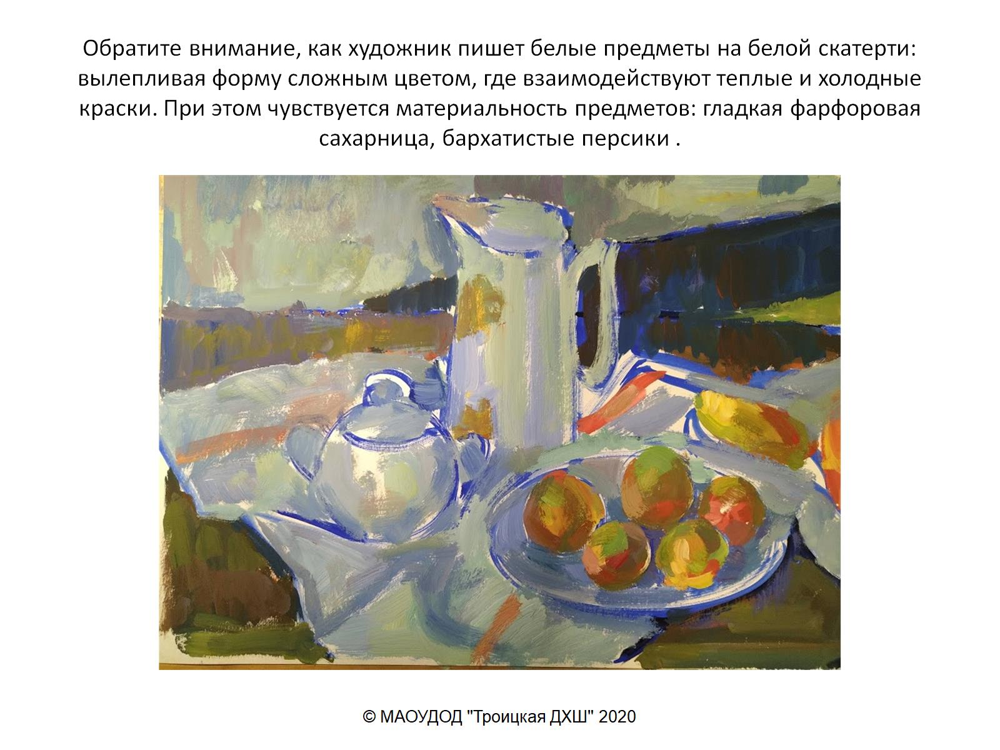 Обратите внимание, как художник пишет белые предметы на белой скатерти:
вылепливая форму сложным цветом, где взаимодействуют теплые и холодные
краски. При этом чувствуется материальность предметов: гладкая фарфоровая
сахарница, бархатистые персики .
© МАОУДОД "Троицкая ДХШ" 2020